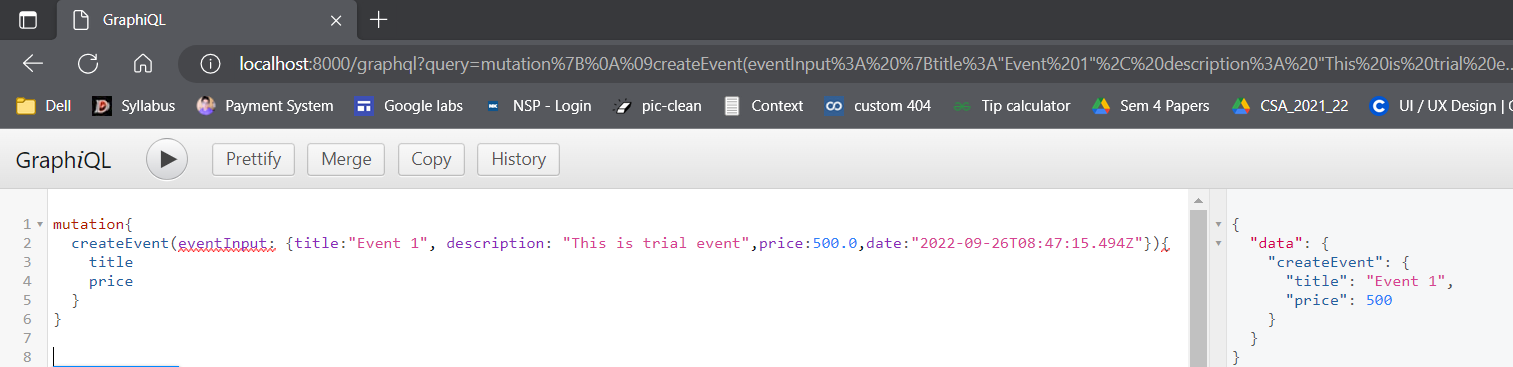 GraphiQL
localhost:8000/graphql?query=mutation%7B%0A%09createEvent(eventInput%3A%20%7Btitle%3A"Event%201"%2C%20description%3A%20"This%20is%20trial%20e...
Dell Syllabus Payment System Google labs NSP - Login pic-clean Context custom 404 Tip calculator Sem 4 Papers CSA_2021_22 UI / UX Design |
GraphiQL Prettify Merge Copy History
1 mutation{
2 createEvent(eventInput: {title:"Event 1", description: "This is trial event",price:500.0,date:"2022-09-26T08:47:15.494Z"}){
3 title
4 price
5 }
6 }
7
8
{
"data": {
"createEvent": {
"title": "Event 1",
"price": 500
}
}
}